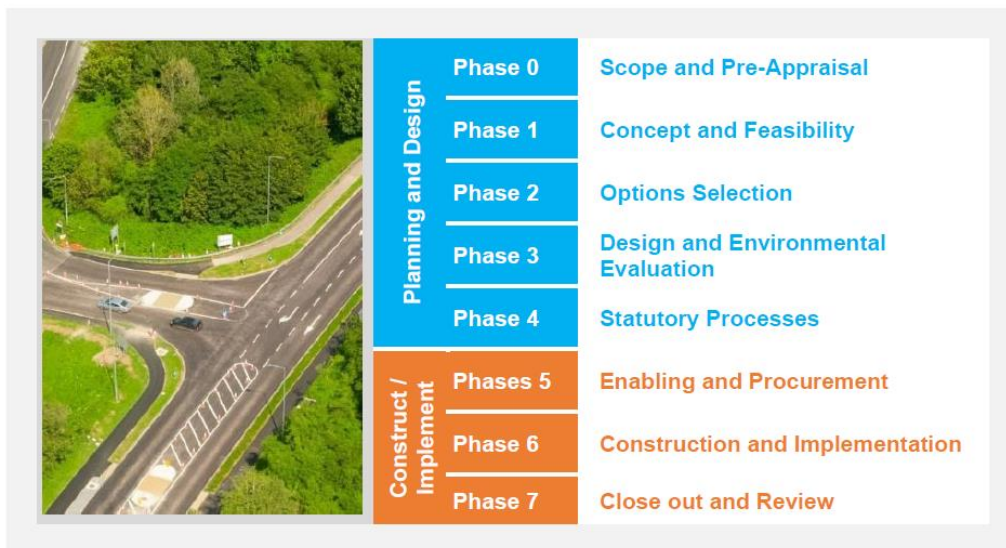 Planning and Design
Phase 0 Scope and Pre-Appraisal
Phase 1 Concept and Feasibility
Phase 2 Options Selection
Phase 3 Design and Environmental
Evaluation
Phase 4 Statutory Processes
Construct /
Implement
Phases 5 Enabling and Procurement
Phase 6 Construction and Implementation
Phase 7 Close out and Review